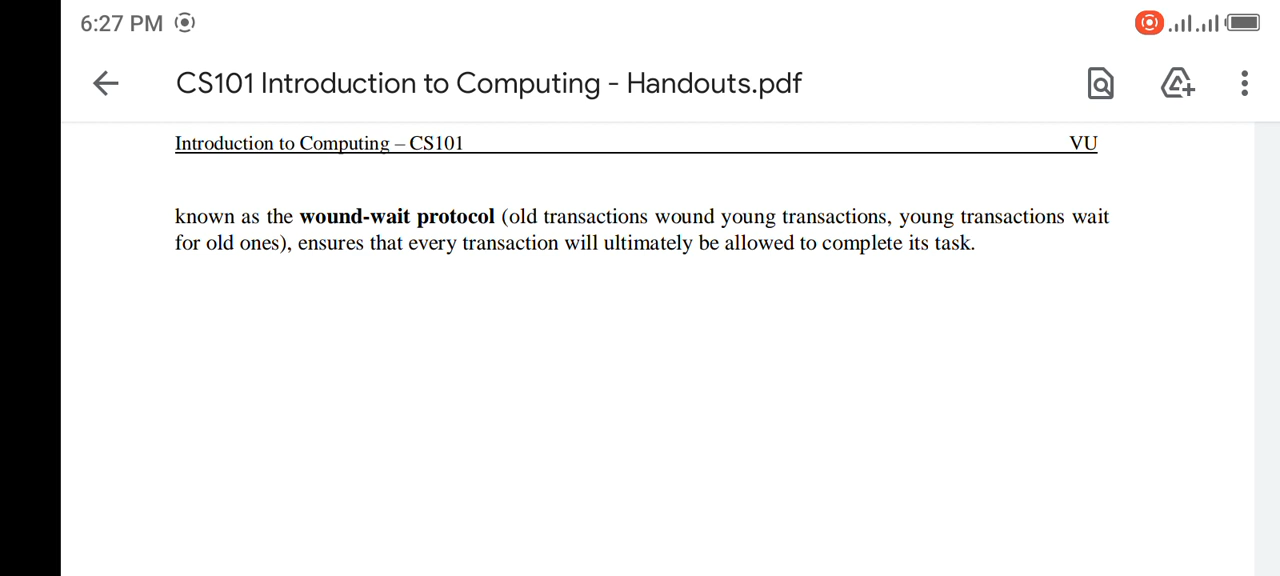 6:27 PM
CS101 Introduction to Computing - Handouts.pdf
Introduction to Computing – CS101 VU
known as the wound-wait protocol (old transactions wound young transactions, young transactions wait
for old ones), ensures that every transaction will ultimately be allowed to complete its task.